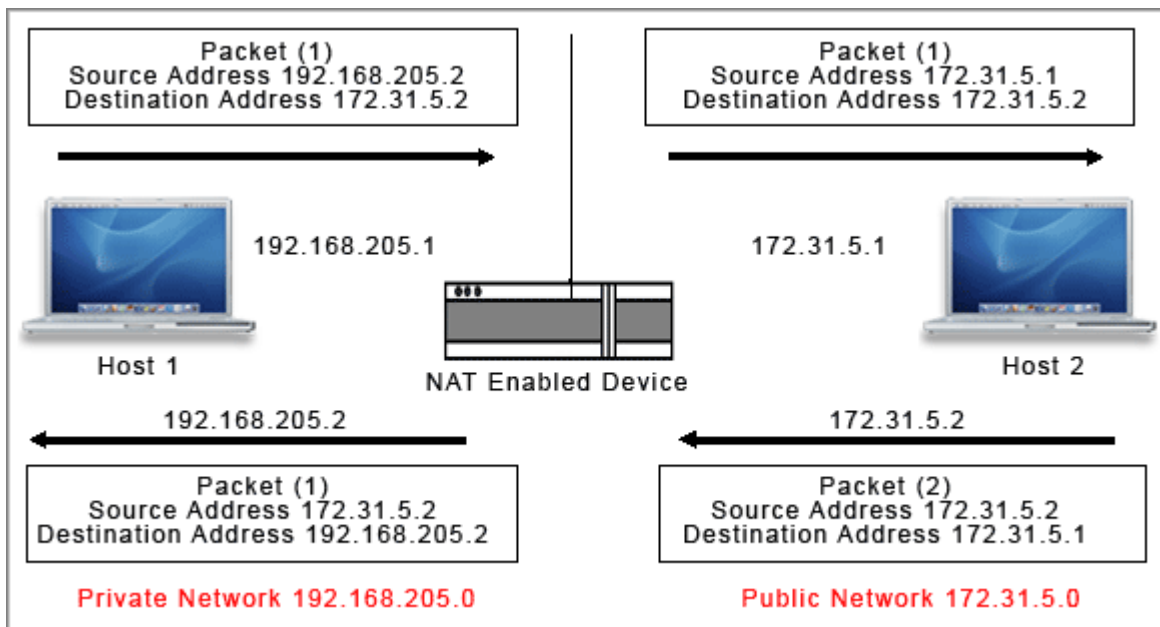 Packet (1)
Source Address 192.168.205.2
Destination Address 172.31.5.2
Packet (1)
Source Address 172.31.5.1
Destination Address 172.31.5.2
192.168.205.1
172.31.5.1
Host 1
NAT Enabled Device
Host 2
192.168.205.2
172.31.5.2
Packet (1)
Source Address 172.31.5.2
Destination Address 192.168.205.2
Packet (2)
Source Address 172.31.5.2
Destination Address 172.31.5.1
Private Network 192.168.205.0
Public Network 172.31.5.0